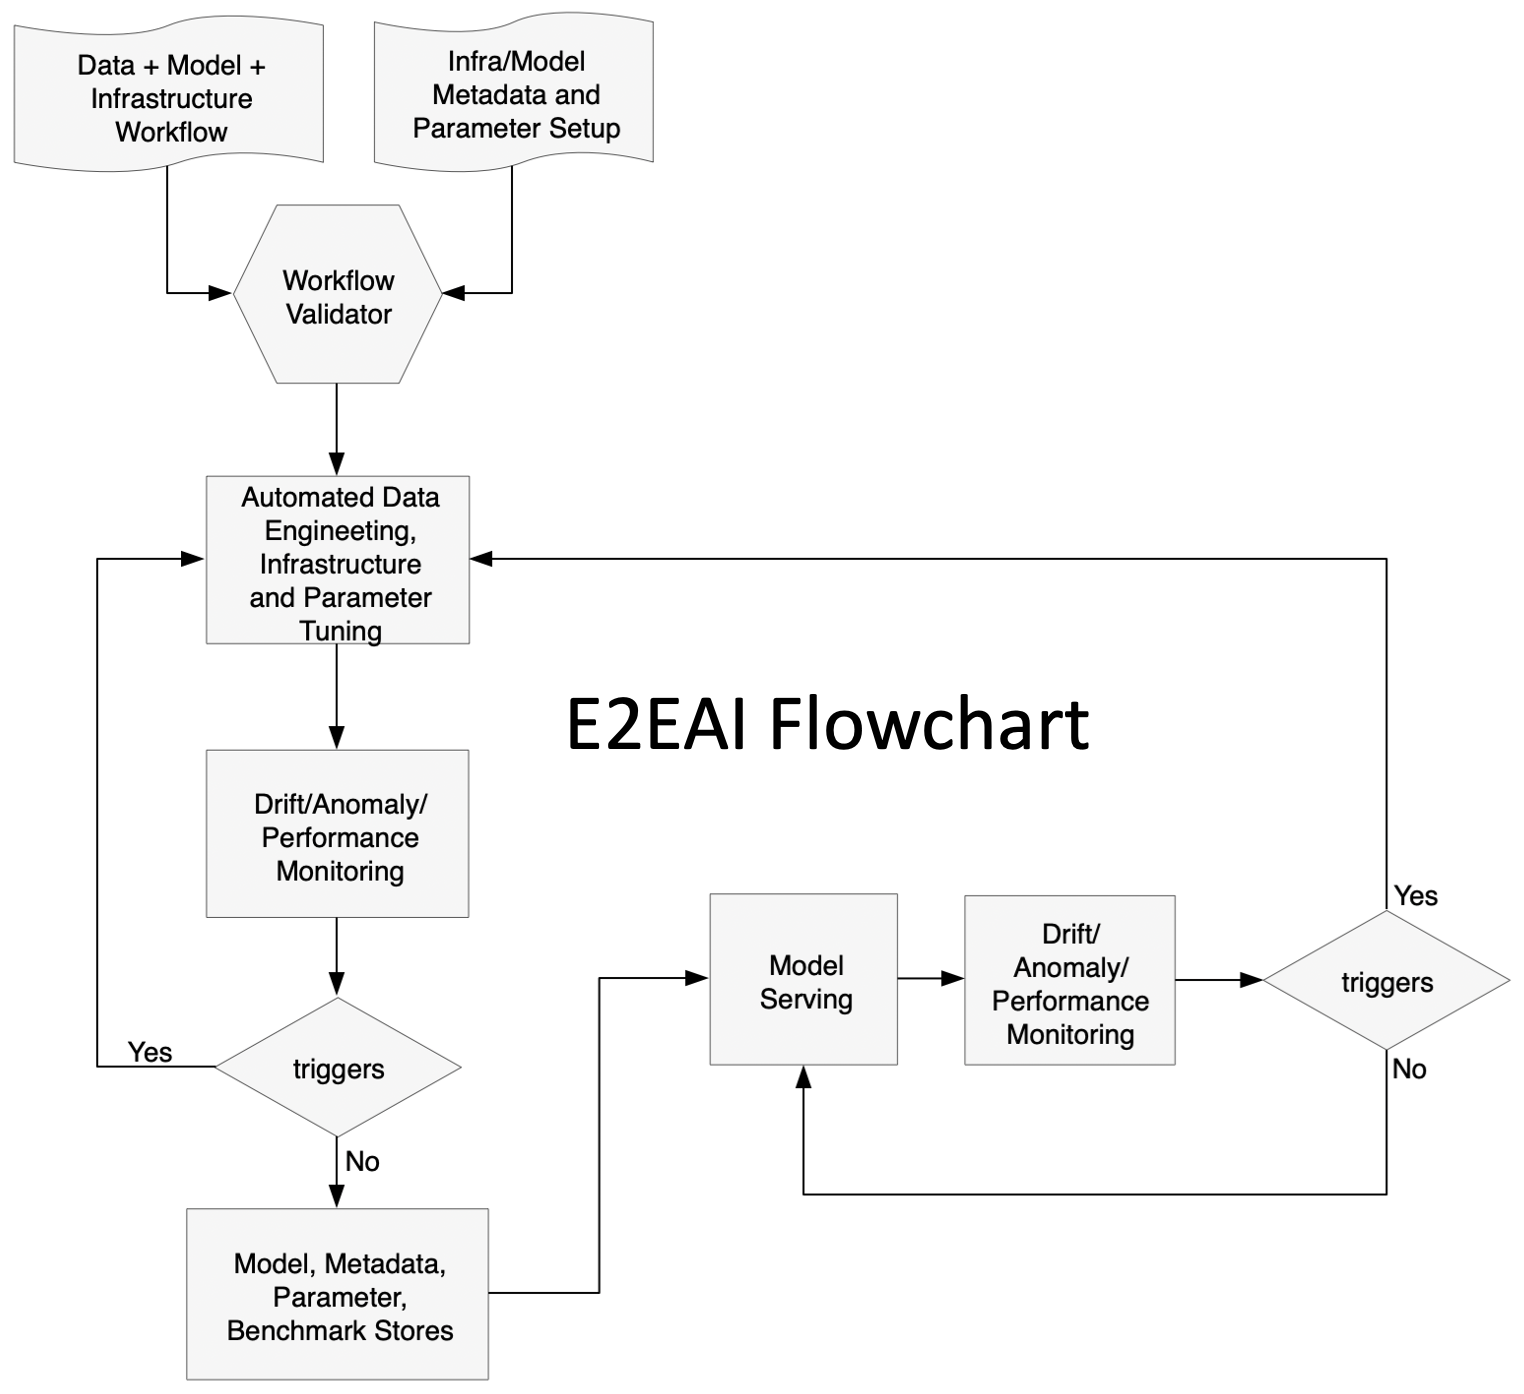 Data + Model +
Infrastructure
Workflow
Infra/Model
Metadata and
Parameter Setup
Workflow
Validator
Automated Data
Engineeting,
Infrastructure
and Parameter
Tuning
E2EAI Flowchart
Drift/Anomaly/
Performance
Monitoring
triggers
Yes
No
Model, Metadata,
Parameter,
Benchmark Stores
Model
Serving
Drift/
Anomaly/
Performance
Monitoring
triggers
Yes
No